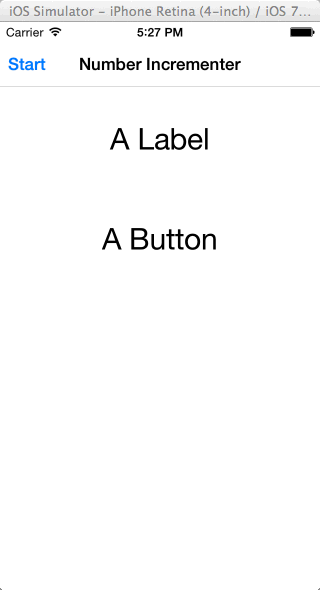 iOS Simulator - iPhone Retina (4-inch) / iOS 7...
Carrier 5:27 PM
Start Number Incrementer
A Label
A Button